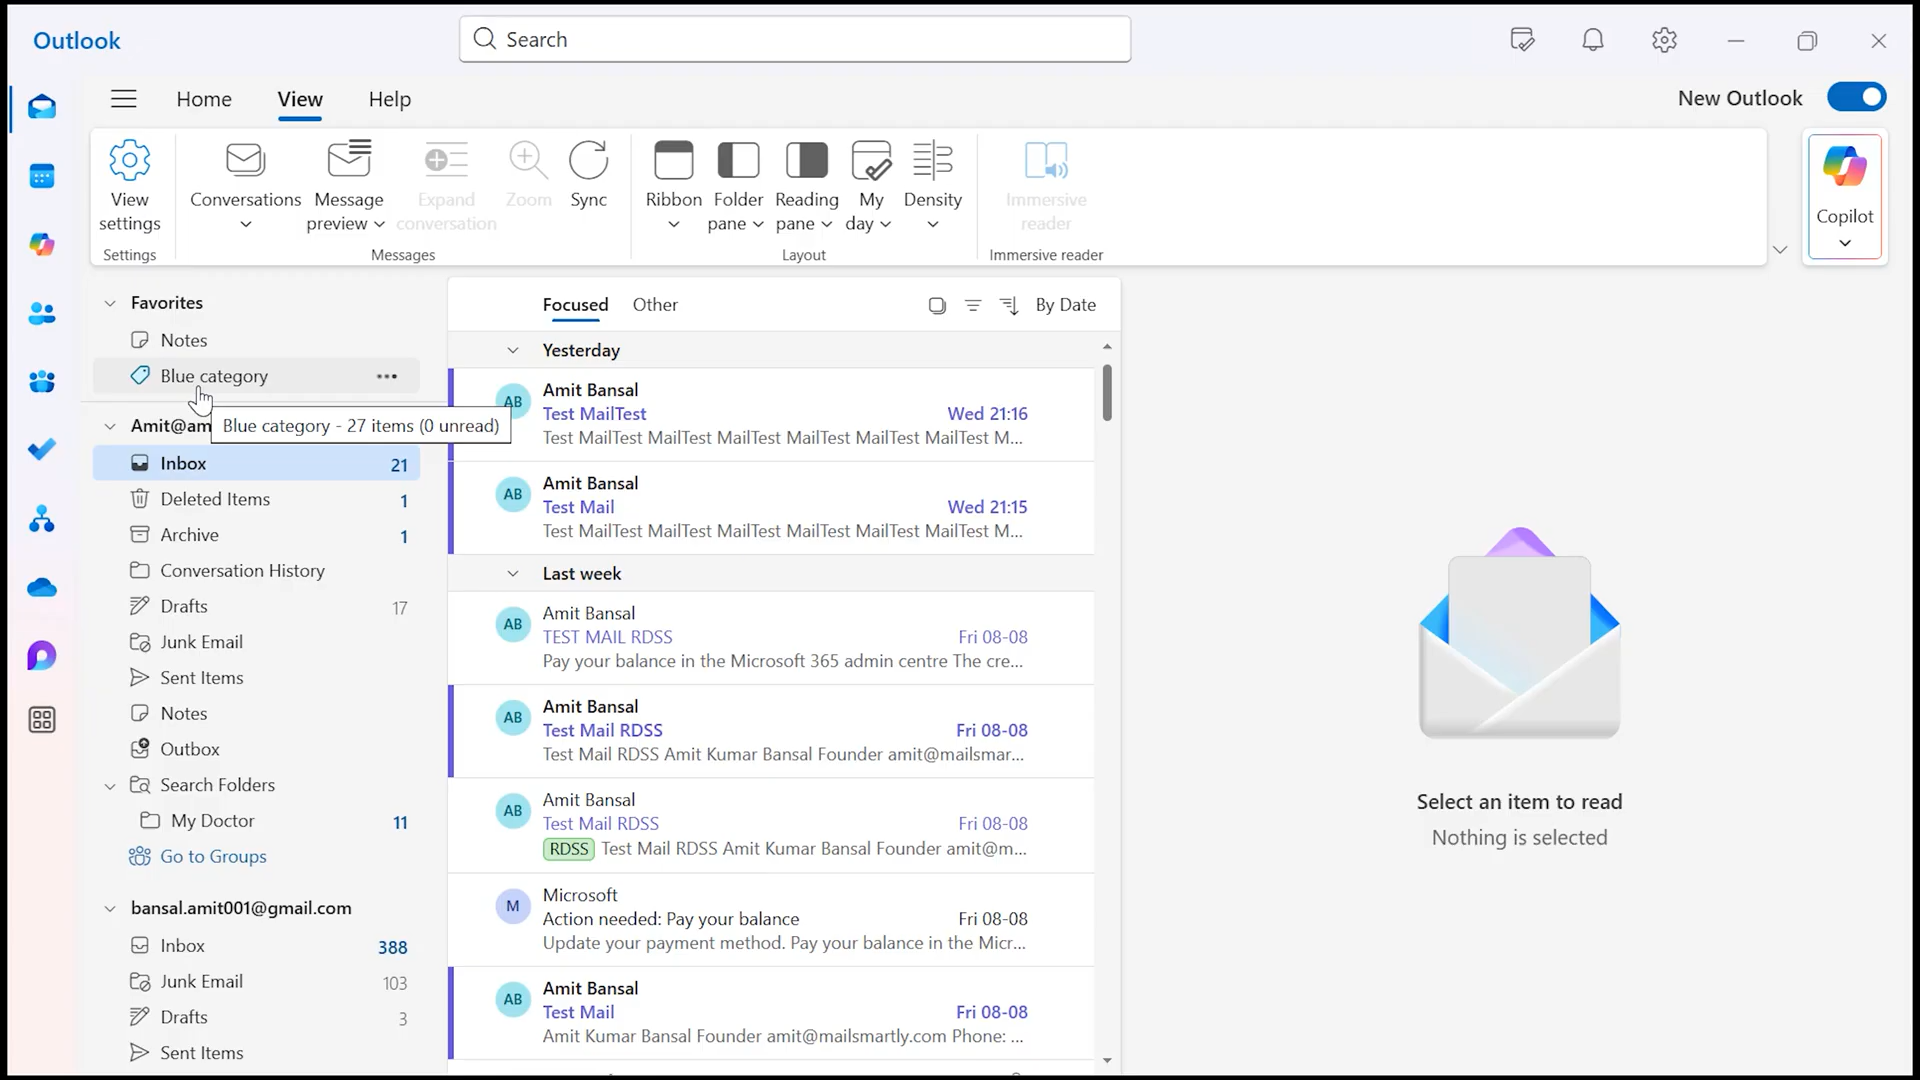 Outlook
Search
Home
View
Help
New Outlook
View
settings
Settings
Conversations
Message
preview
Expand
conversation
Zoom
Sync
Messages
Ribbon
Folder
pane
Reading
pane
My
day
Density
Layout
Immersive
reader
Immersive reader
Copilot
Favorites
Notes
Blue category
Blue category - 27 items (0 unread)
Amit@am
Inbox 21
Deleted Items 1
Archive 1
Conversation History
Drafts 17
Junk Email
Sent Items
Notes
Outbox
Search Folders
My Doctor 11
Go to Groups
bansal.amit001@gmail.com
Inbox 388
Junk Email 103
Drafts 3
Sent Items
Focused
Other
By Date
Yesterday
AB
Amit Bansal
Test MailTest Wed 21:16
Test MailTest MailTest MailTest MailTest MailTest MailTest M...
AB
Amit Bansal
Test Mail Wed 21:15
Test MailTest MailTest MailTest MailTest MailTest MailTest M...
Last week
AB
Amit Bansal
TEST MAIL RDSS Fri 08-08
Pay your balance in the Microsoft 365 admin centre The cre...
AB
Amit Bansal
Test Mail RDSS Fri 08-08
Test Mail RDSS Amit Kumar Bansal Founder amit@mailsmar...
AB
Amit Bansal
Test Mail RDSS Fri 08-08
RDSS Test Mail RDSS Amit Kumar Bansal Founder amit@m...
M
Microsoft
Action needed: Pay your balance Fri 08-08
Update your payment method. Pay your balance in the Micr...
AB
Amit Bansal
Test Mail Fri 08-08
Amit Kumar Bansal Founder amit@mailsmartly.com Phone: ...
Select an item to read
Nothing is selected